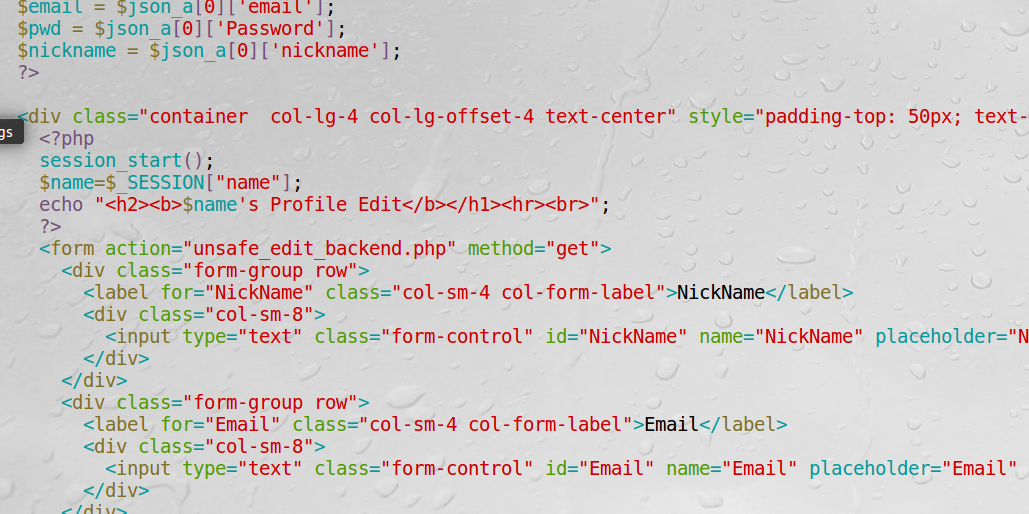 $email = $json_a[0]['email'];
$pwd = $json_a[0]['Password'];
$nickname = $json_a[0]['nickname'];
?>
<div class="container  col-lg-4 col-lg-offset-4 text-center" style="padding-top: 50px; text-
gs
<?php
session_start();
$name=$_SESSION["name"];
echo "<h2><b>$name's Profile Edit</b></h1><hr><br>";
?>
<form action="unsafe_edit_backend.php" method="get">
<div class="form-group row">
<label for="NickName" class="col-sm-4 col-form-label">NickName</label>
<div class="col-sm-8">
<input type="text" class="form-control" id="NickName" name="NickName" placeholder="N
</div>
</div>
<div class="form-group row">
<label for="Email" class="col-sm-4 col-form-label">Email</label>
<div class="col-sm-8">
<input type="text" class="form-control" id="Email" name="Email" placeholder="Email"
</div>
</div>